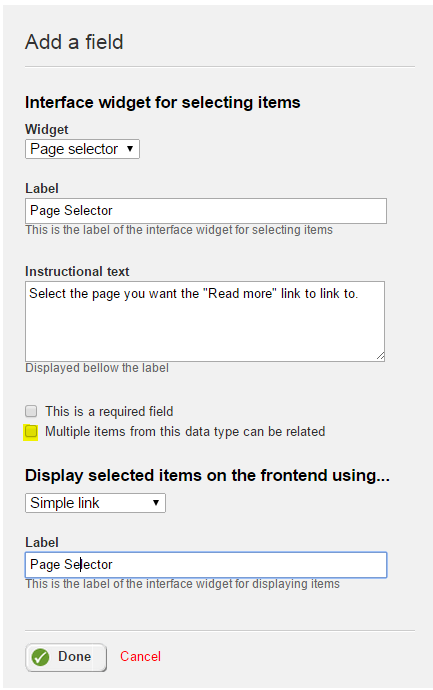 Add a field
Interface widget for selecting items
Widget
Page selector
Label
Page Selector
This is the label of the interface widget for selecting items
Instructional text
Select the page you want the "Read more" link to link to.
Displayed bellow the label
This is a required field
Multiple items from this data type can be related
Display selected items on the frontend using...
Simple link
Label
Page Selector
This is the label of the interface widget for displaying items
Done Cancel